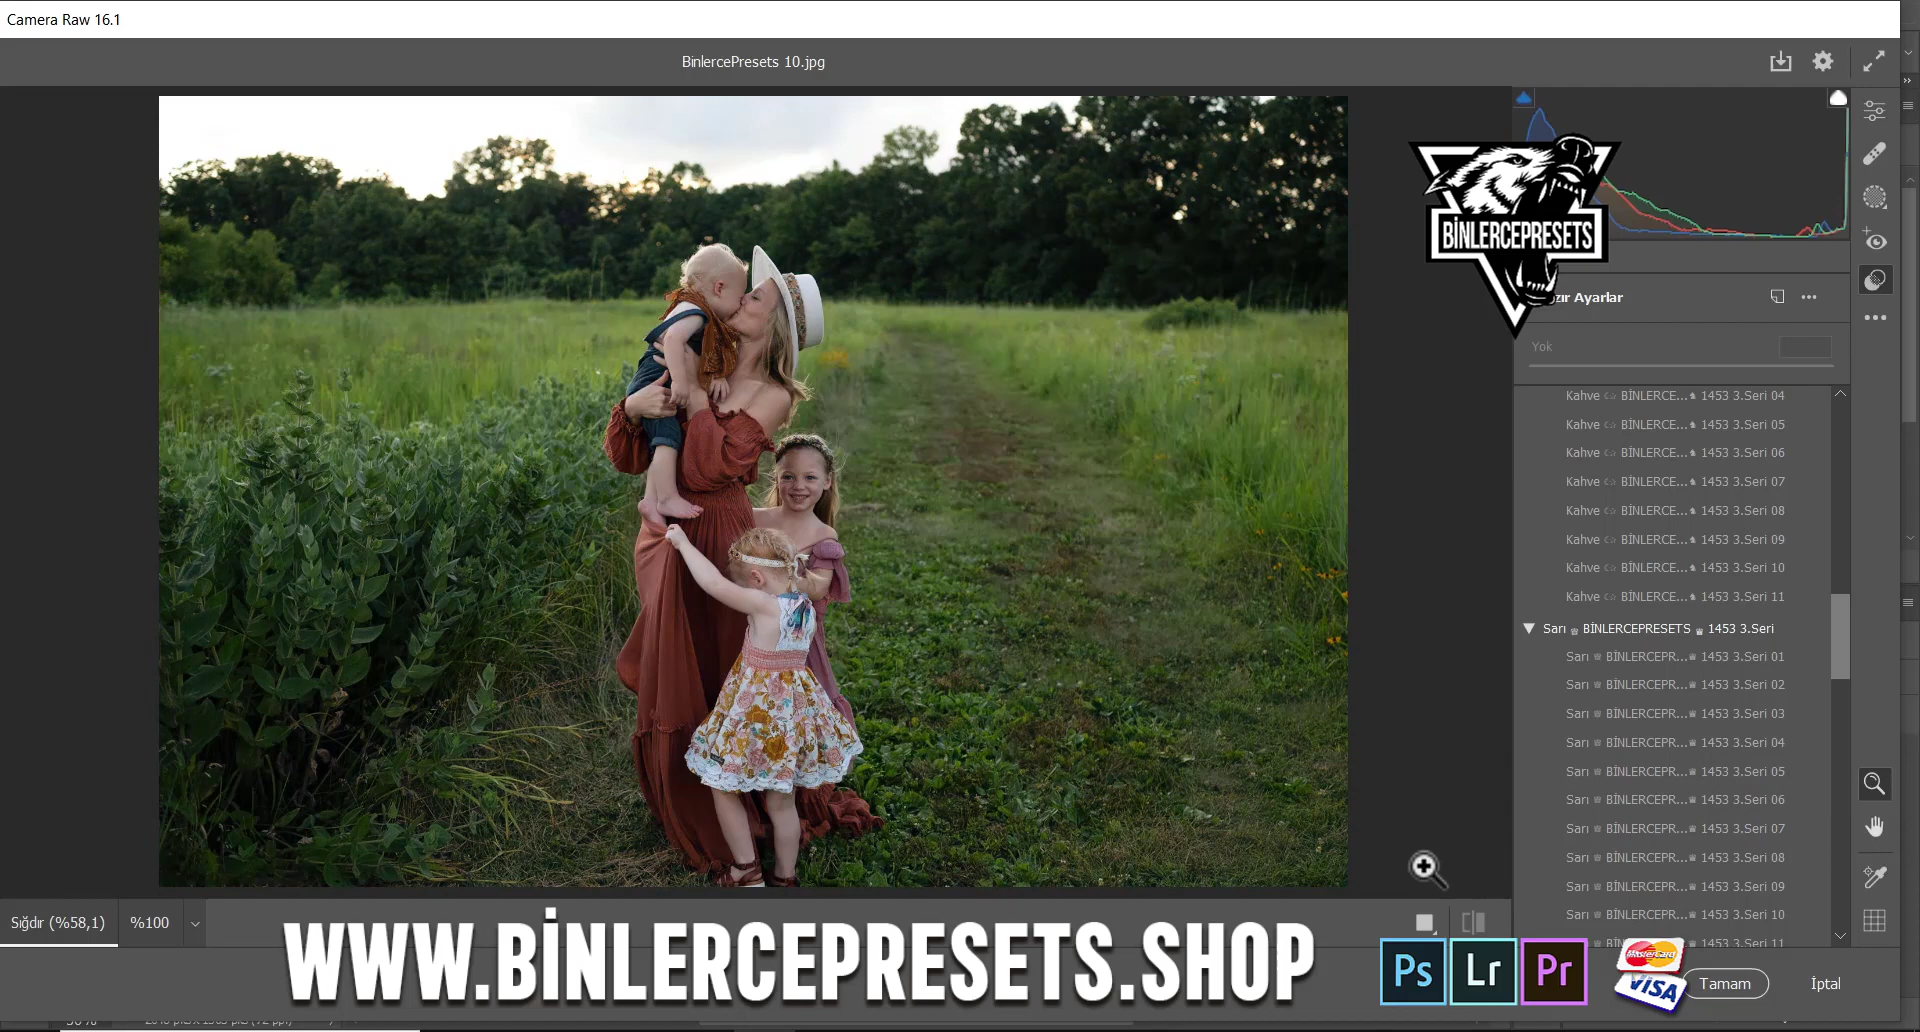 Camera Raw 16.1
BinlercePresets 10.jpg
BİNLERCEPRESETS
zır Ayarlar
Yok
Kahve BİNLERCE... 1453 3.Seri 04
Kahve BİNLERCE... 1453 3.Seri 05
Kahve BİNLERCE... 1453 3.Seri 06
Kahve BİNLERCE... 1453 3.Seri 07
Kahve BİNLERCE... 1453 3.Seri 08
Kahve BİNLERCE... 1453 3.Seri 09
Kahve BİNLERCE... 1453 3.Seri 10
Kahve BİNLERCE... 1453 3.Seri 11
Sarı ♕ BİNLERCEPRESETS ♛ 1453 3.Seri
Sarı ♕ BİNLERCEPR...♛ 1453 3.Seri 01
Sarı ♕ BİNLERCEPR...♛ 1453 3.Seri 02
Sarı ♕ BİNLERCEPR...♛ 1453 3.Seri 03
Sarı ♕ BİNLERCEPR...♛ 1453 3.Seri 04
Sarı ♕ BİNLERCEPR...♛ 1453 3.Seri 05
Sarı ♕ BİNLERCEPR...♛ 1453 3.Seri 06
Sarı ♕ BİNLERCEPR...♛ 1453 3.Seri 07
Sarı ♕ BİNLERCEPR...♛ 1453 3.Seri 08
Sarı ♕ BİNLERCEPR...♛ 1453 3.Seri 09
Sarı ♕ BİNLERCEPR...♛ 1453 3.Seri 10
Sarı ♕ BİNLERCEPR...♛ 1453 3.Seri 11
Sığdır (%58,1)
%100
WWW.BİNLERCEPRESETS.SHOP
Ps
Lr
Pr
MasterCard
VISA
Tamam
İptal